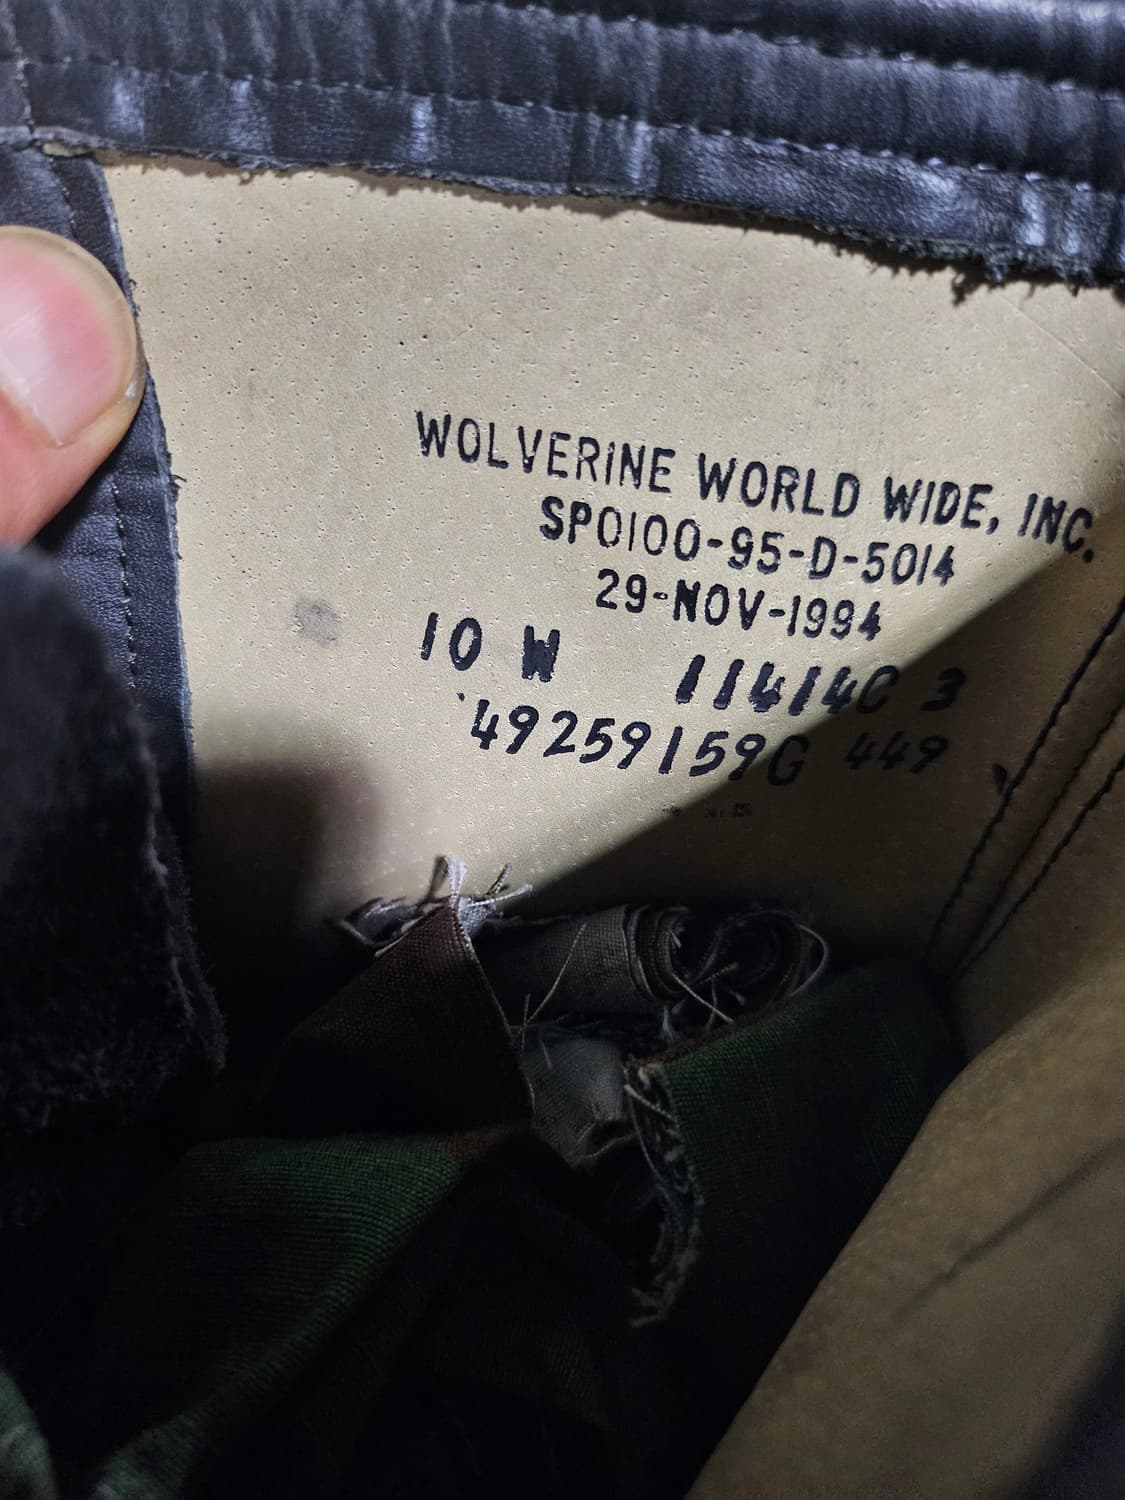 WOLVERINE WORLD WIDE, INC.
SP0100-95-D-5014
29-NOV-1994
10 W 11414C 3
49259159G 449